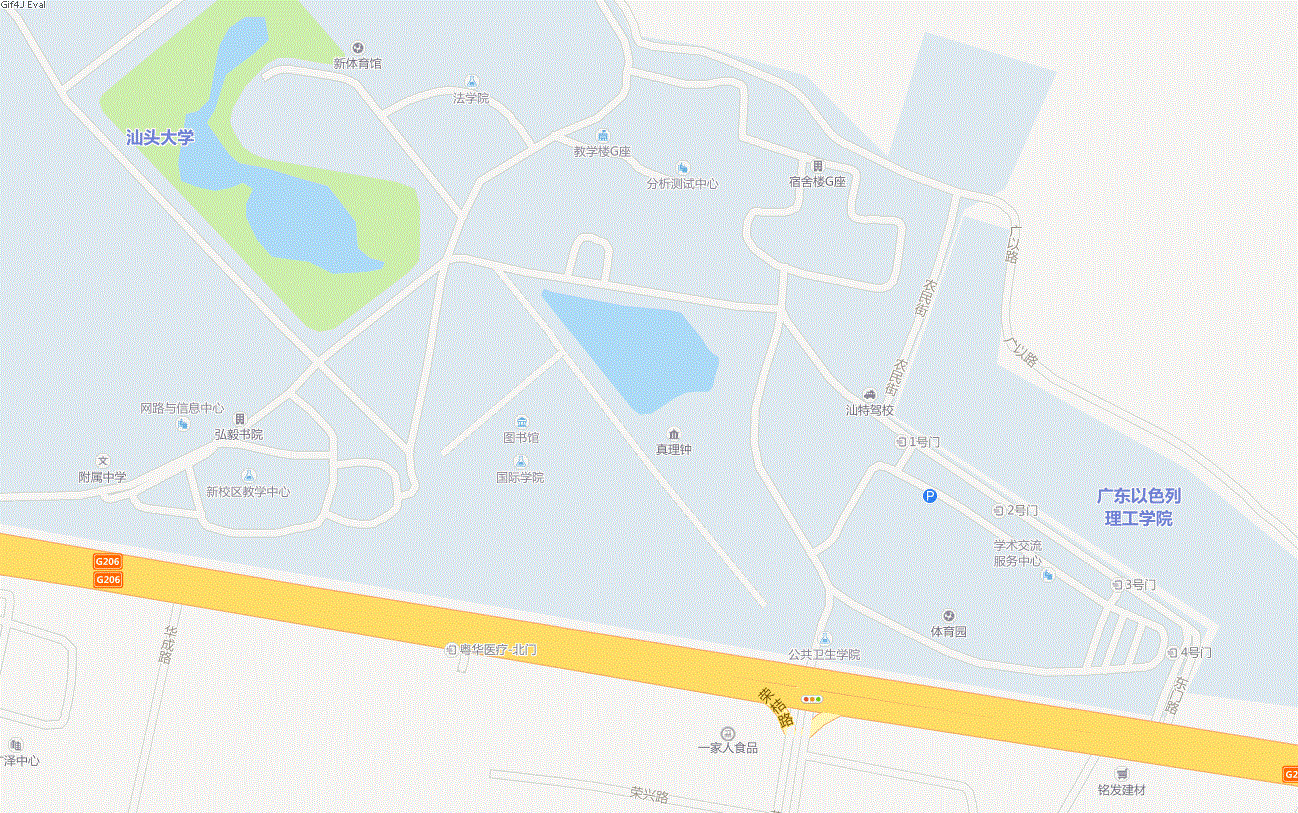 Gif4J Eval
新体育馆
法学院
汕头大学
教学楼G座
分析测试中心
宿舍楼G座
广以路
农民街
广以路
农民街
汕特驾校
网路与信息中心
弘毅书院
图书馆
真理钟
1号门
附属中学
国际学院
新校区教学中心
P
广东以色列
理工学院
2号门
学术交流
服务中心
G206
G206
3号门
体育园
华成路
粤华医疗-北门
公共卫生学院
4号门
东门路
荣桔路
一家人食品
泽中心
G2
铭发建材
荣兴路